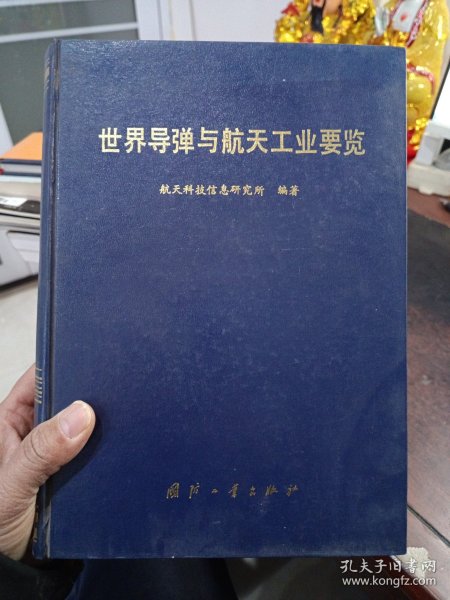 世界导弹与航天工业要览
航天科技信息研究所 编著
国防工业出版社
孔夫子旧书网
www.kongfz.com